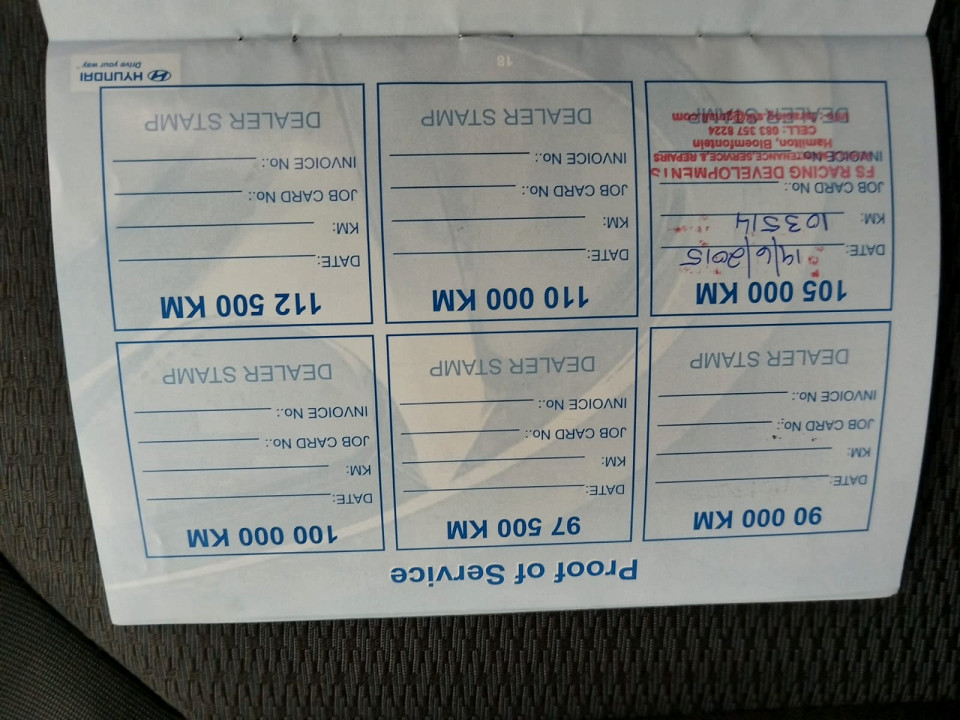 Proof of Service
90 000 KM
DATE:
KM:
JOB CARD No.:
INVOICE No.:
DEALER STAMP
97 500 KM
DATE:
KM:
JOB CARD No.:
INVOICE No.:
DEALER STAMP
100 000 KM
DATE:
KM:
JOB CARD No.:
INVOICE No.:
DEALER STAMP
105 000 KM
DATE: 19/6/2015
KM: 103514
JOB CARD No.:
FS RACING DEVELOPMENTS
INVOICE No.:
SERVICE & REPAIRS
Hamilton, Bloemfontein
CELL: 083 357 8224
DEALER STAMP
110 000 KM
DATE:
KM:
JOB CARD No.:
INVOICE No.:
DEALER STAMP
112 500 KM
DATE:
KM:
JOB CARD No.:
INVOICE No.:
DEALER STAMP
18
HYUNDAI
Drive your way™